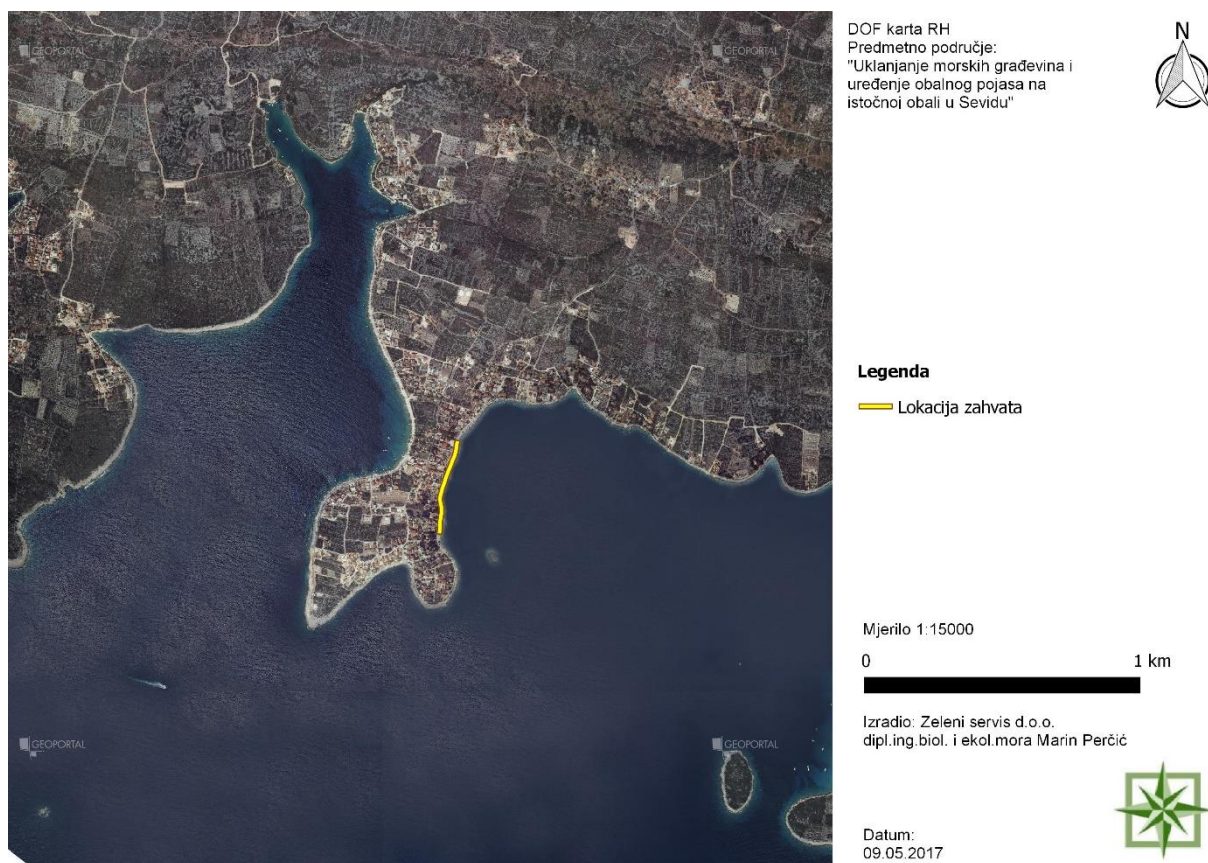 GEOPORTAL
GEOPORTAL
GEOPORTAL
GEOPORTAL
DOF karta RH
Predmetno područje:
"Uklanjanje morskih građevina i
uređenje obalnog pojasa na
istočnoj obali u Sevidu"
N
Legenda
Lokacija zahvata
Mjerilo 1:15000
0 1 km
Izradio: Zeleni servis d.o.o.
dipl.ing.biol. i ekol.mora Marin Perčić
Datum:
09.05.2017